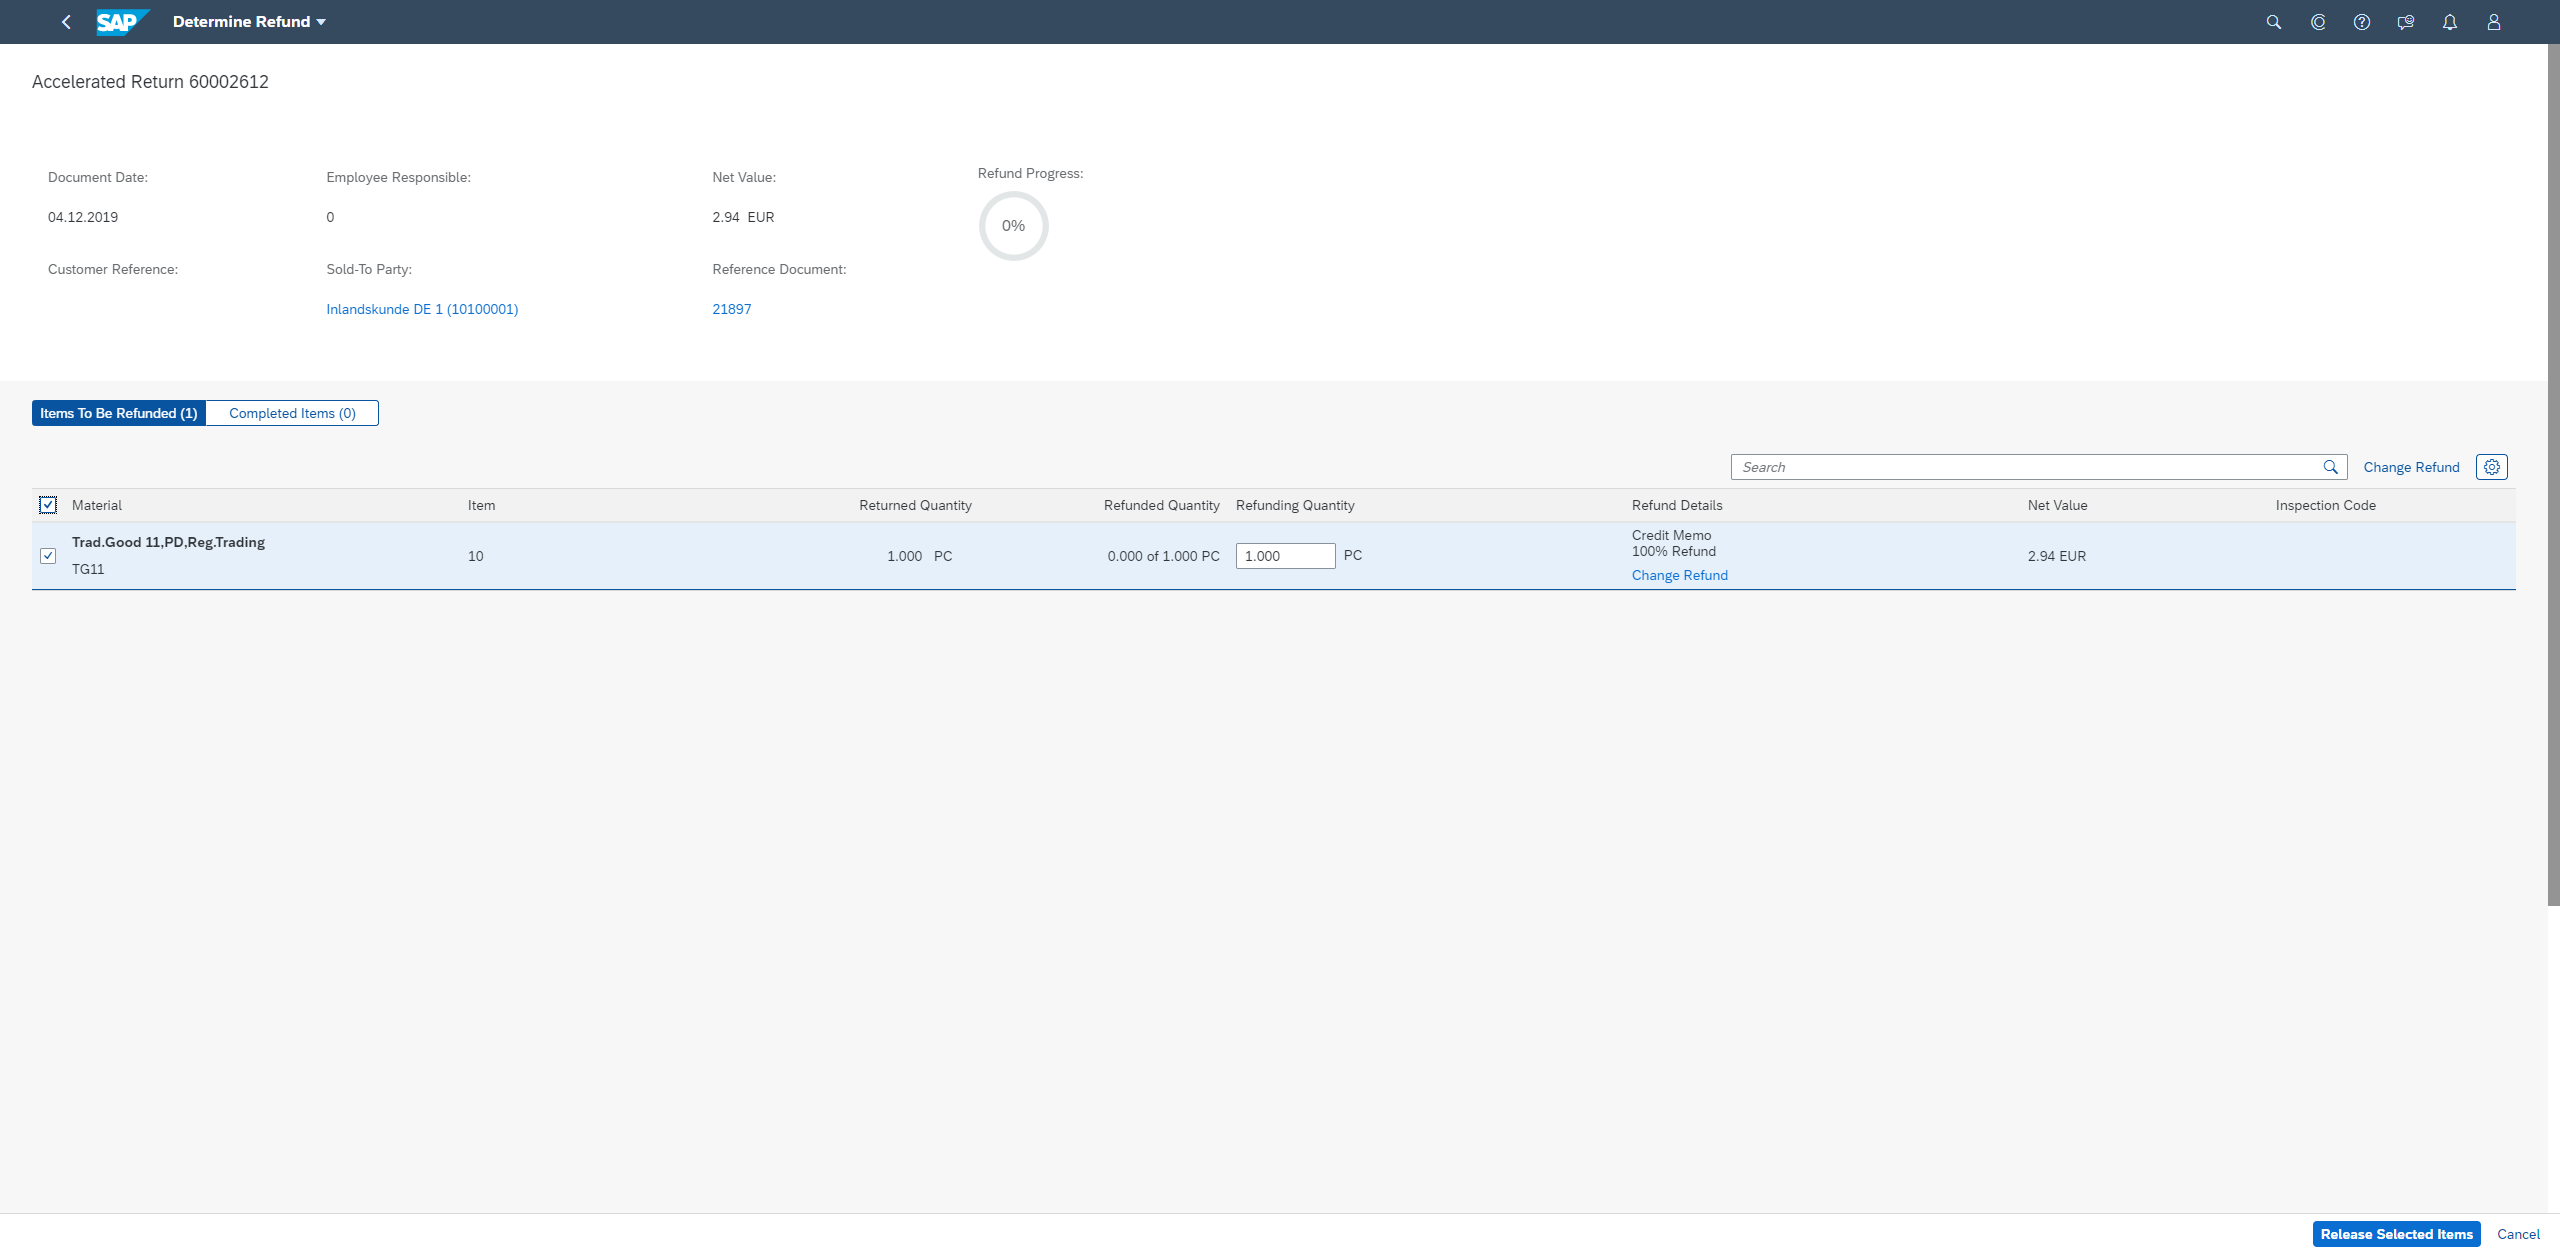 SAP Determine Refund
Accelerated Return 60002612
Document Date: Employee Responsible: Net Value: Refund Progress:
04.12.2019 0 2.94 EUR 0%
Customer Reference: Sold-To Party: Reference Document:
Inlandskunde DE 1 (10100001) 21897
Items To Be Refunded (1) Completed Items (0)
Search Change Refund
Material Item Returned Quantity Refunded Quantity Refunding Quantity Refund Details Net Value Inspection Code
Trad.Good 11,PD,Reg.Trading
TG11
10 1.000 PC 0.000 of 1.000 PC 1.000 PC
Credit Memo
100% Refund
Change Refund
2.94 EUR
Release Selected Items Cancel